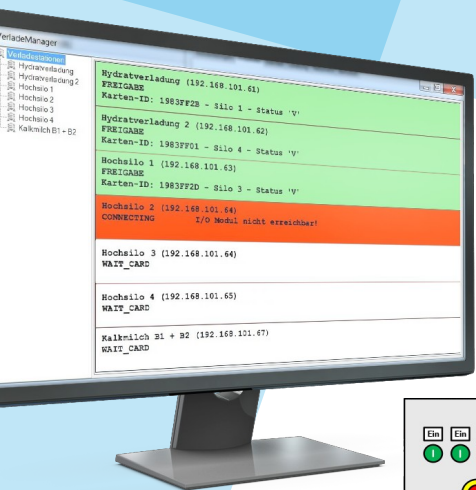 VerladeManager
Verladestationen
Hydratverladung
Hydratverladung 2
Hochsilo 1
Hochsilo 2
Hochsilo 3
Hochsilo 4
Kalkmilch B1 + B2
Hydratverladung (192.168.101.61)
FREIGABE
Karten-ID: 1983FF2B - Silo 1 - Status 'V'
Hydratverladung 2 (192.168.101.62)
FREIGABE
Karten-ID: 1983FF01 - Silo 4 - Status 'V'
Hochsilo 1 (192.168.101.63)
FREIGABE
Karten-ID: 1983FF2D - Silo 3 - Status 'V'
Hochsilo 2 (192.168.101.64)
CONNECTING I/O Modul nicht erreichbar!
Hochsilo 3 (192.168.101.64)
WAIT_CARD
Hochsilo 4 (192.168.101.65)
WAIT_CARD
Kalkmilch B1 + B2 (192.168.101.67)
WAIT_CARD
Ein Ein
I I